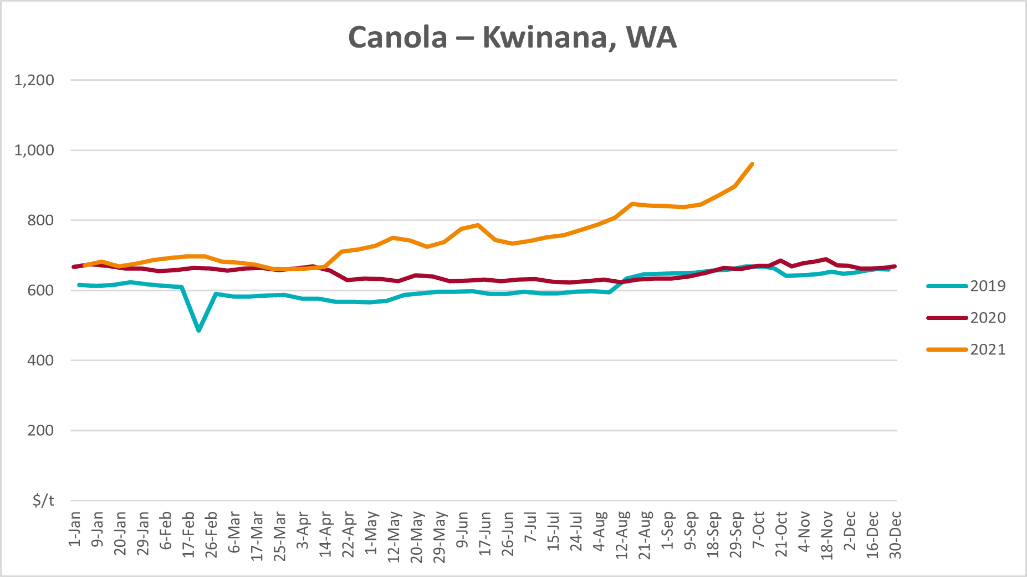 Canola – Kwinana, WA
1,200
1,000
800
600
400
200
$/t
1-Jan
9-Jan
20-Jan
29-Jan
6-Feb
17-Feb
26-Feb
6-Mar
17-Mar
25-Mar
3-Apr
14-Apr
22-Apr
1-May
12-May
20-May
29-May
9-Jun
17-Jun
26-Jun
7-Jul
15-Jul
24-Jul
4-Aug
12-Aug
21-Aug
1-Sep
9-Sep
18-Sep
29-Sep
7-Oct
21-Oct
4-Nov
18-Nov
2-Dec
16-Dec
30-Dec
2019
2020
2021